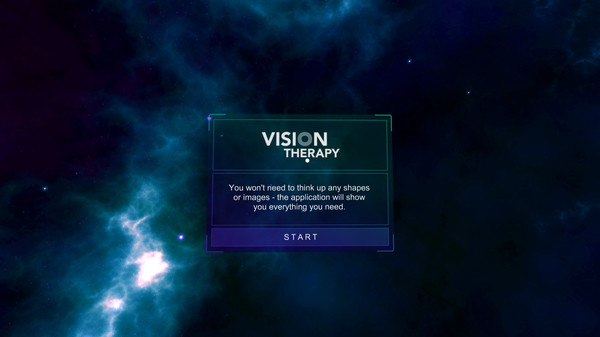 VISION
THERAPY
You won't need to think up any shapes
or images - the application will show
you everything you need.
START